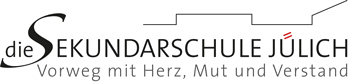 die SEKUNDARSCHULE JÜLICH
Vorweg mit Herz, Mut und Verstand